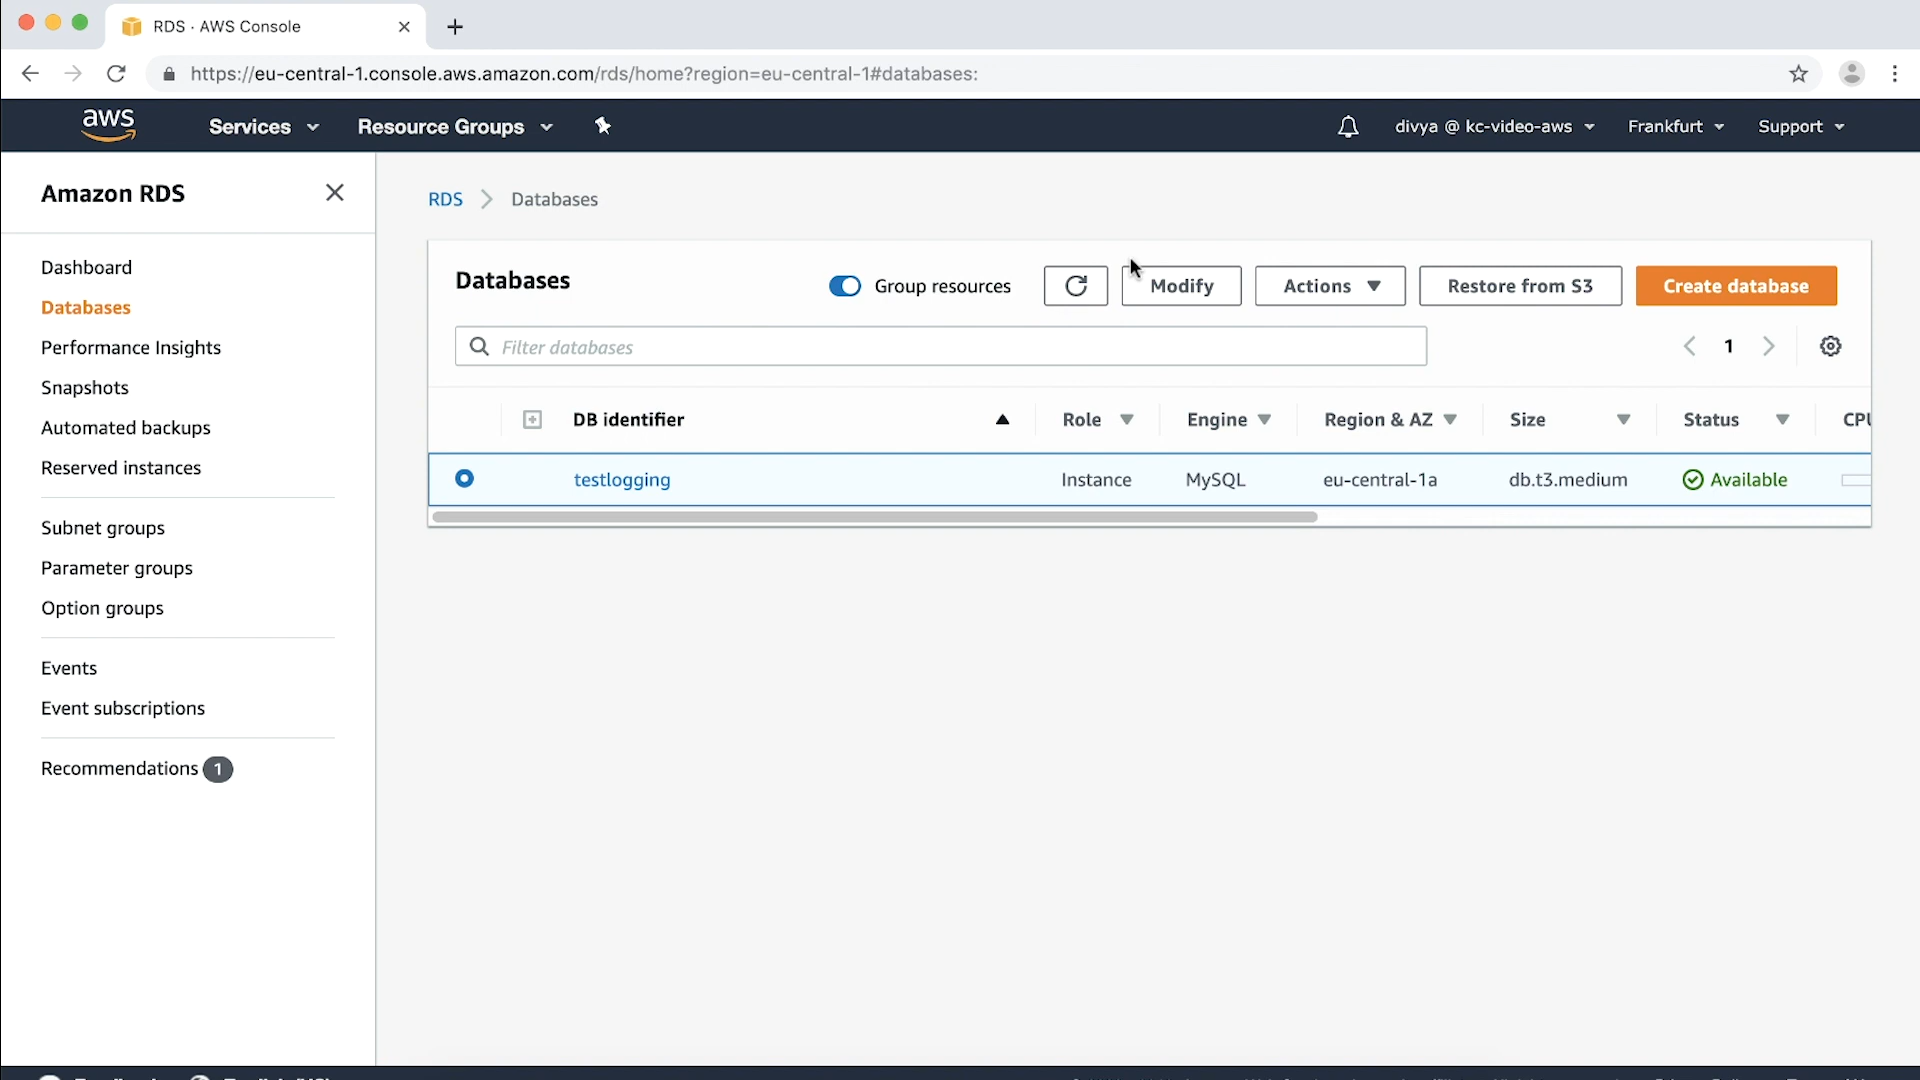 RDS · AWS Console
https://eu-central-1.console.aws.amazon.com/rds/home?region=eu-central-1#databases:
aws
Services
Resource Groups
divya @ kc-video-aws
Frankfurt
Support
Amazon RDS
Dashboard
Databases
Performance Insights
Snapshots
Automated backups
Reserved instances
Subnet groups
Parameter groups
Option groups
Events
Event subscriptions
Recommendations 1
RDS > Databases
Databases
Group resources
Modify
Actions
Restore from S3
Create database
Filter databases
1
DB identifier Role Engine Region & AZ Size Status
testlogging Instance MySQL eu-central-1a db.t3.medium Available